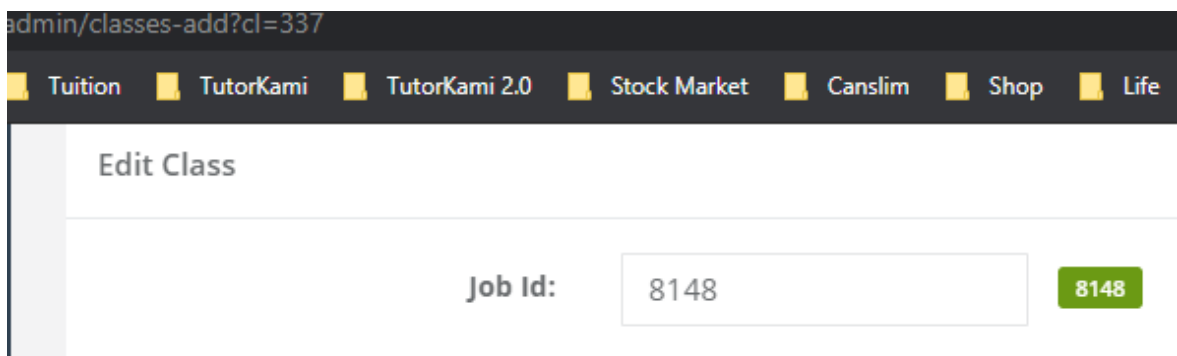 admin/classes-add?cl=337
Tuition TutorKami TutorKami 2.0 Stock Market Canslim Shop Life
Edit Class
Job Id: 8148 8148